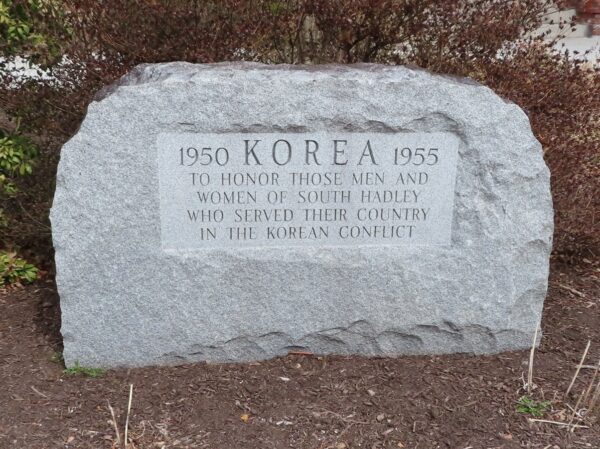 1950 KOREA 1955
TO HONOR THOSE MEN AND
WOMEN OF SOUTH HADLEY
WHO SERVED THEIR COUNTRY
IN THE KOREAN CONFLICT